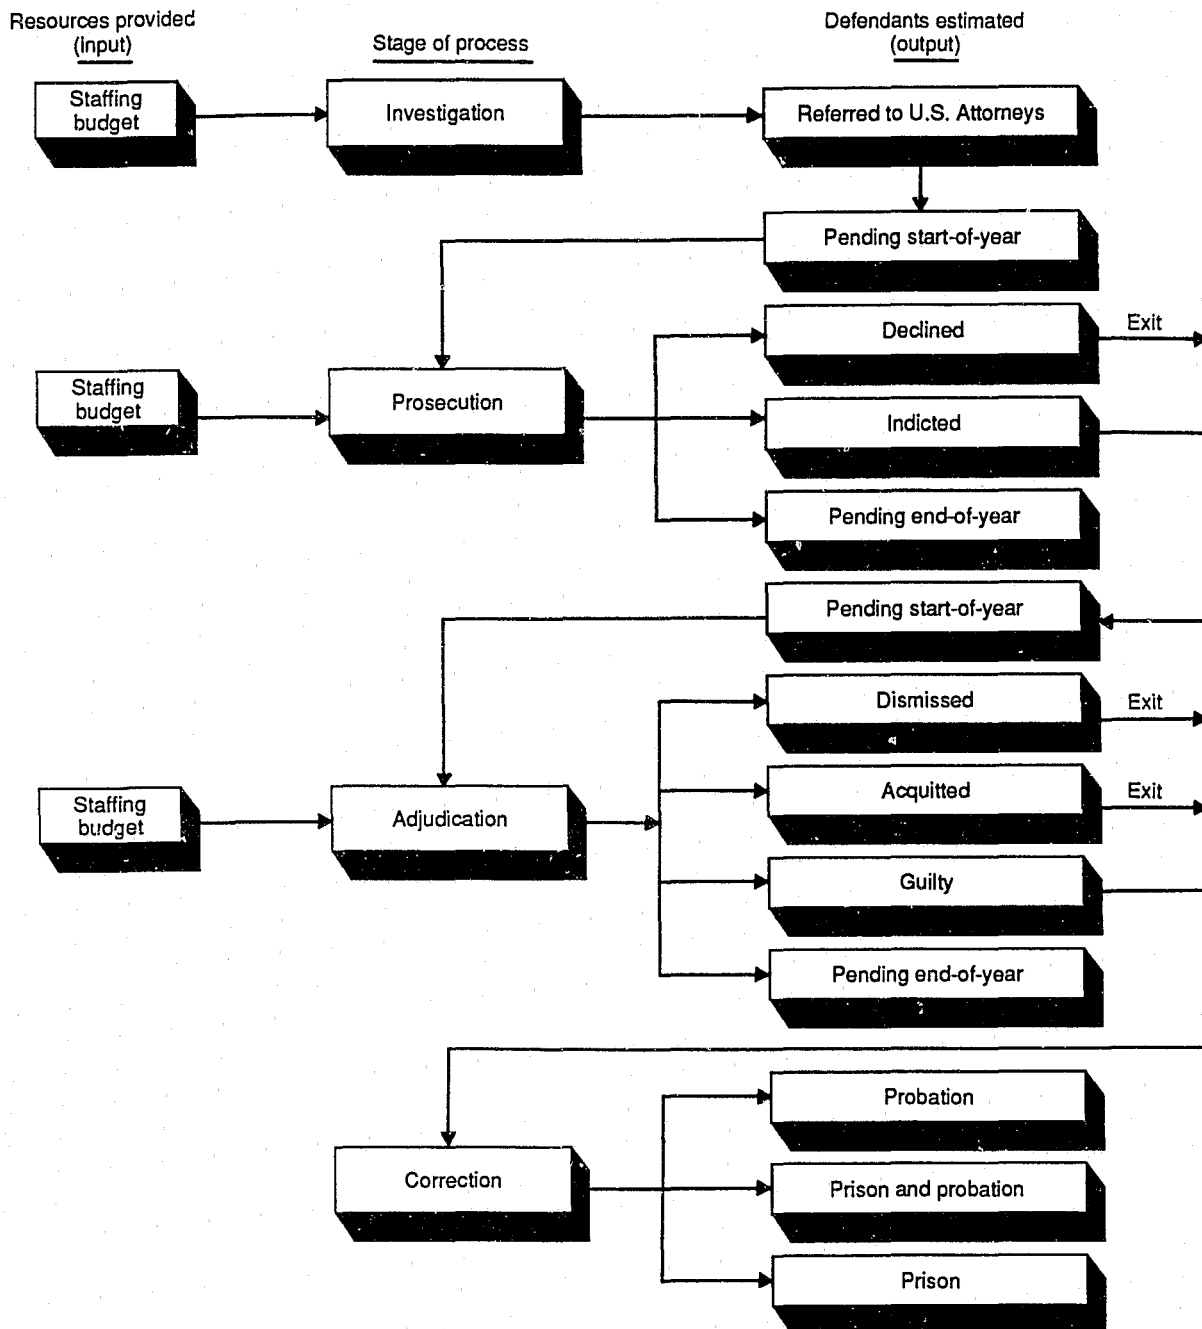 Resources provided
(input)
Stage of process
Defendants estimated
(output)
Staffing
budget
Investigation
Referred to U.S. Attorneys
Pending start-of-year
Declined
Exit
Staffing
budget
Prosecution
Indicted
Pending end-of-year
Pending start-of-year
Dismissed
Exit
Staffing
budget
Adjudication
Acquitted
Exit
Guilty
Pending end-of-year
Probation
Correction
Prison and probation
Prison